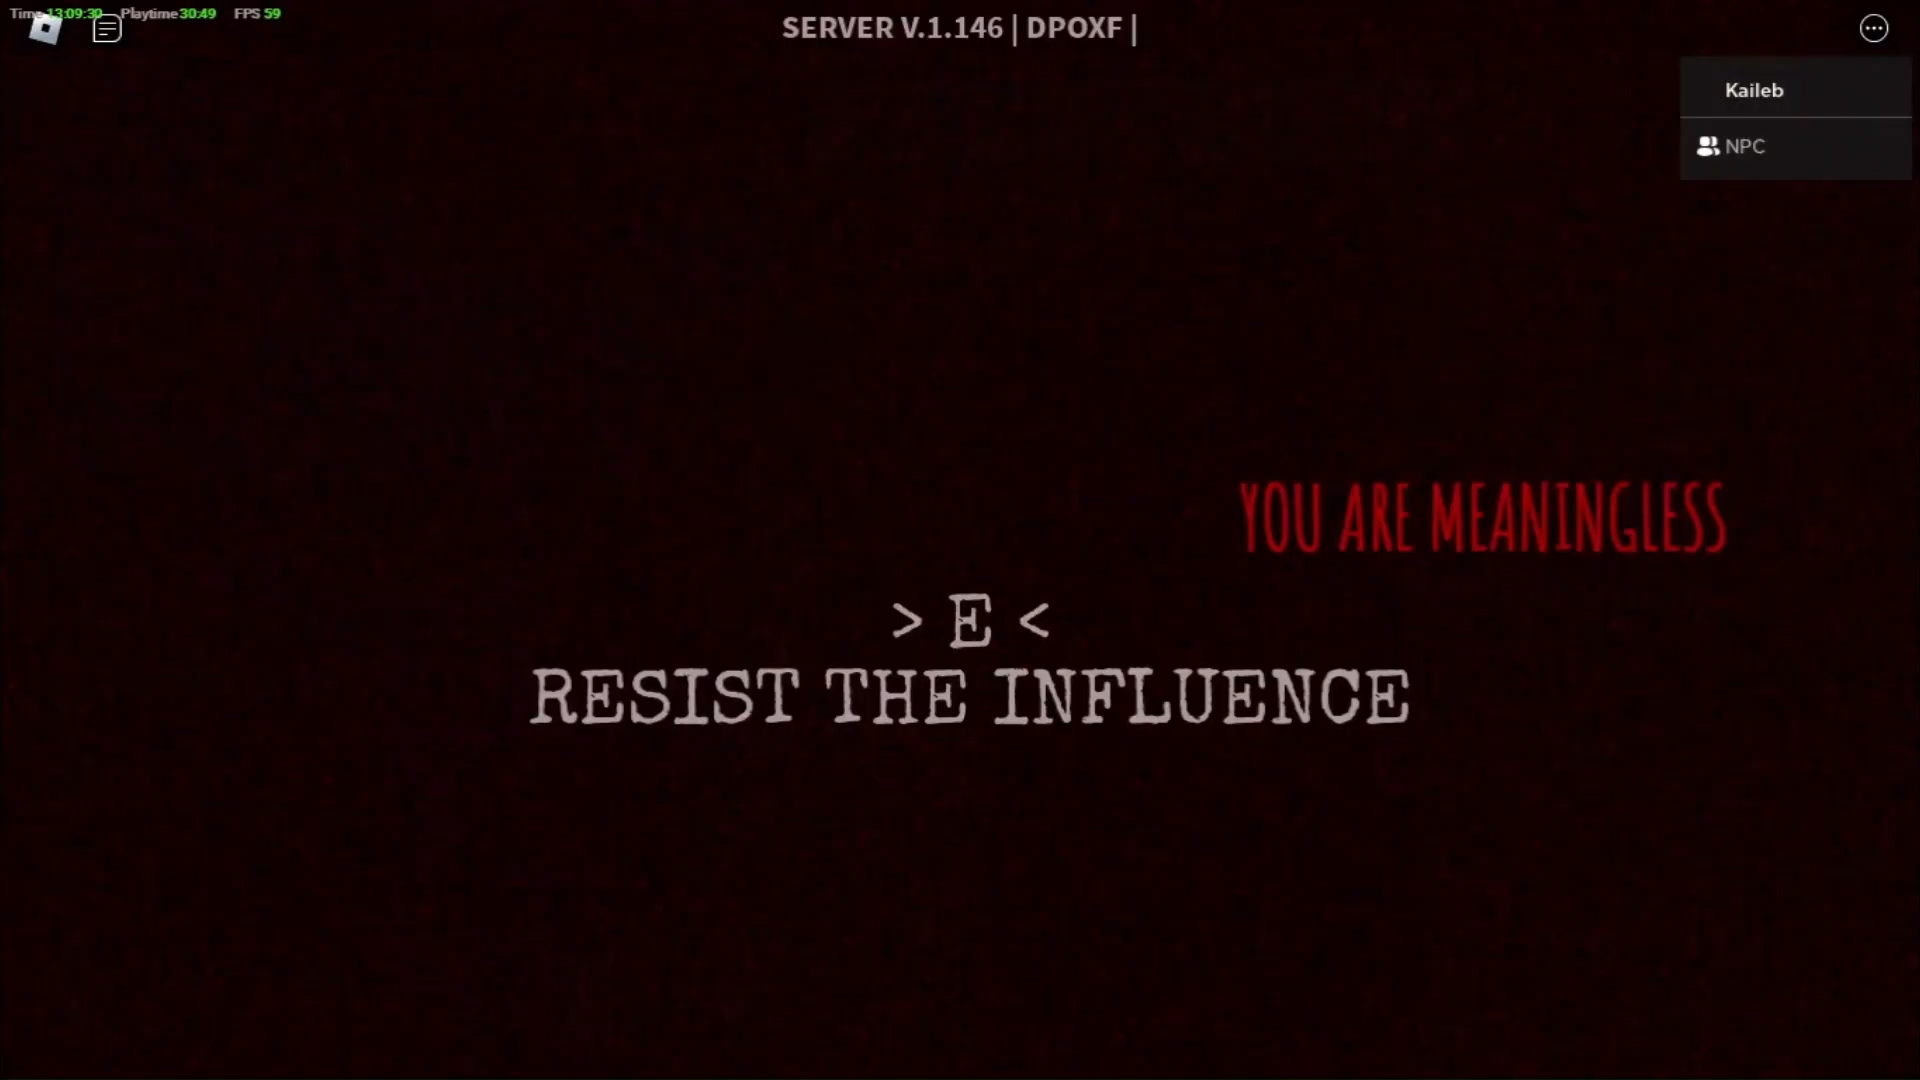 Time 13:09:30 Playtime 30:49 FPS 59
SERVER V.1.146 | DPOXF |
Kaileb
NPC
YOU ARE MEANINGLESS
> E <
RESIST THE INFLUENCE